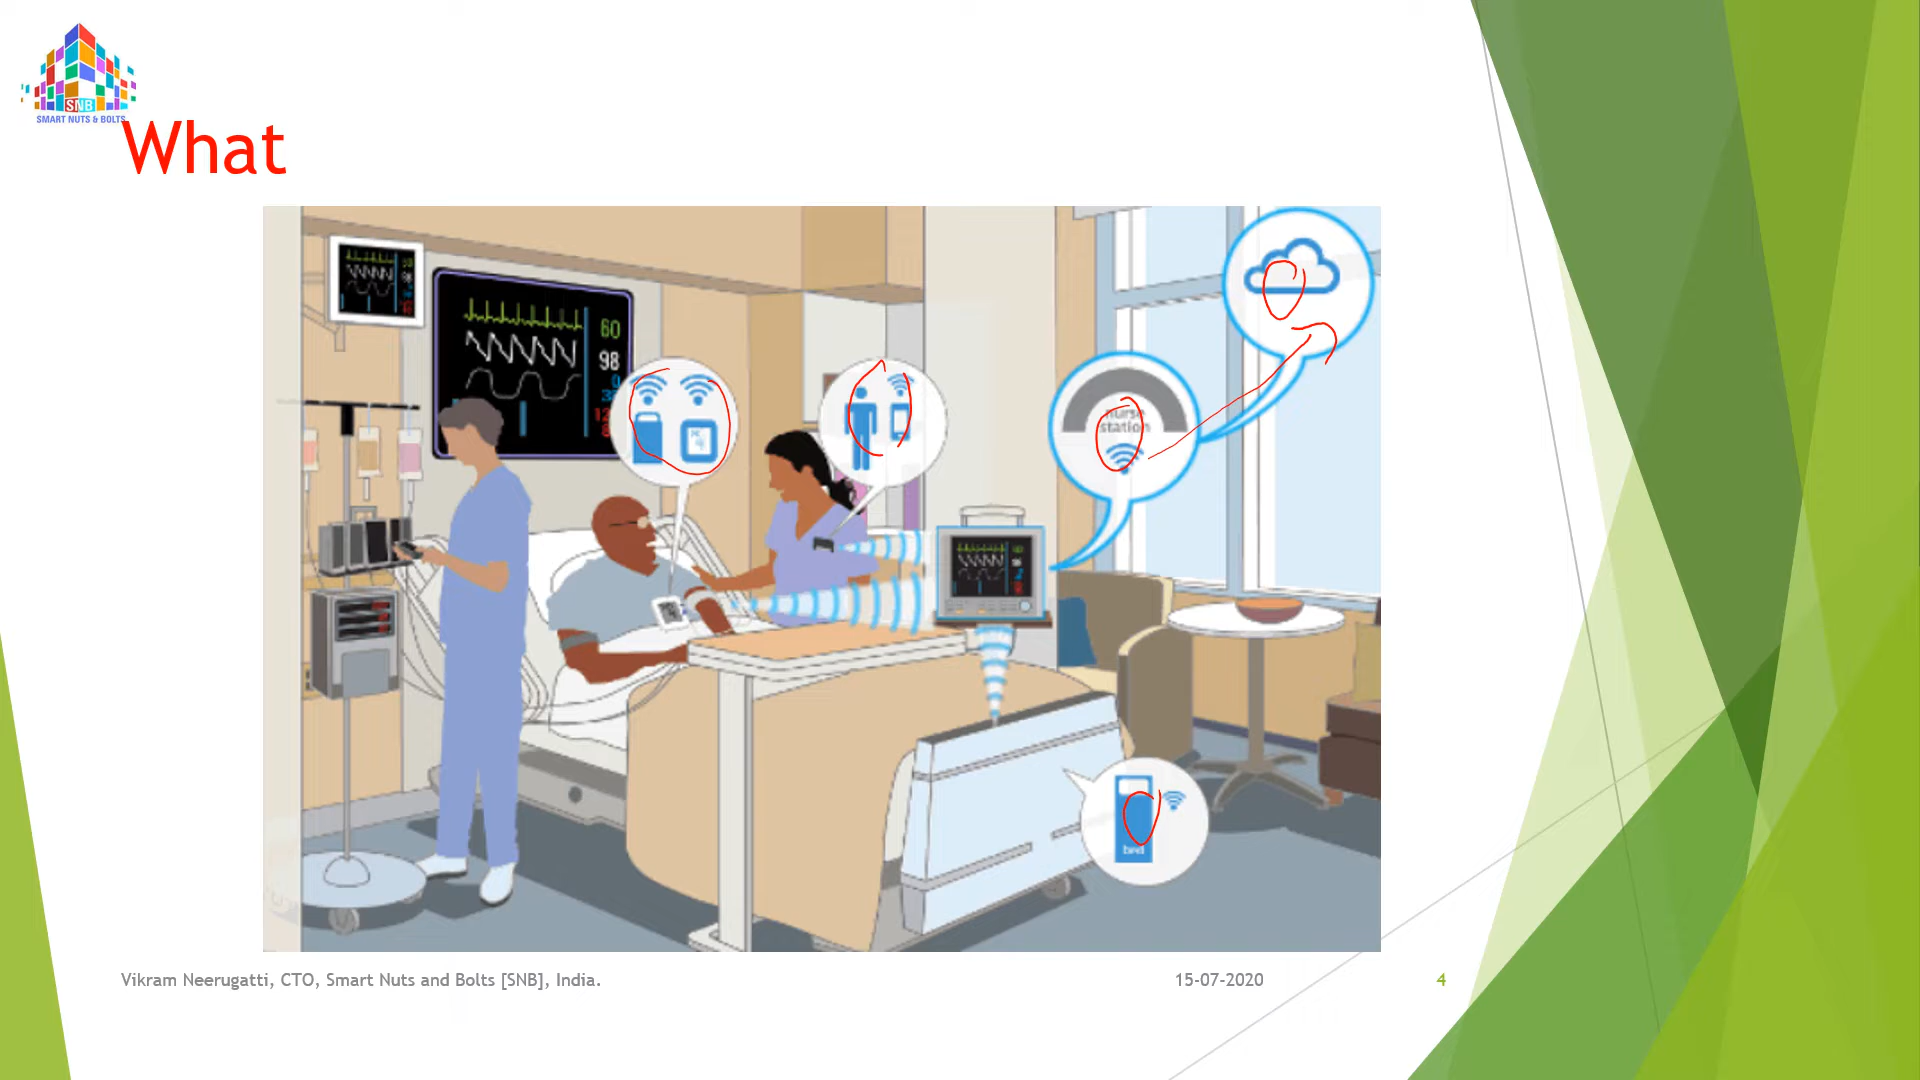 SNB
SMART NUTS & BOLTS
What
60
98
nurse
station
bed
Vikram Neerugatti, CTO, Smart Nuts and Bolts [SNB], India.
15-07-2020
4